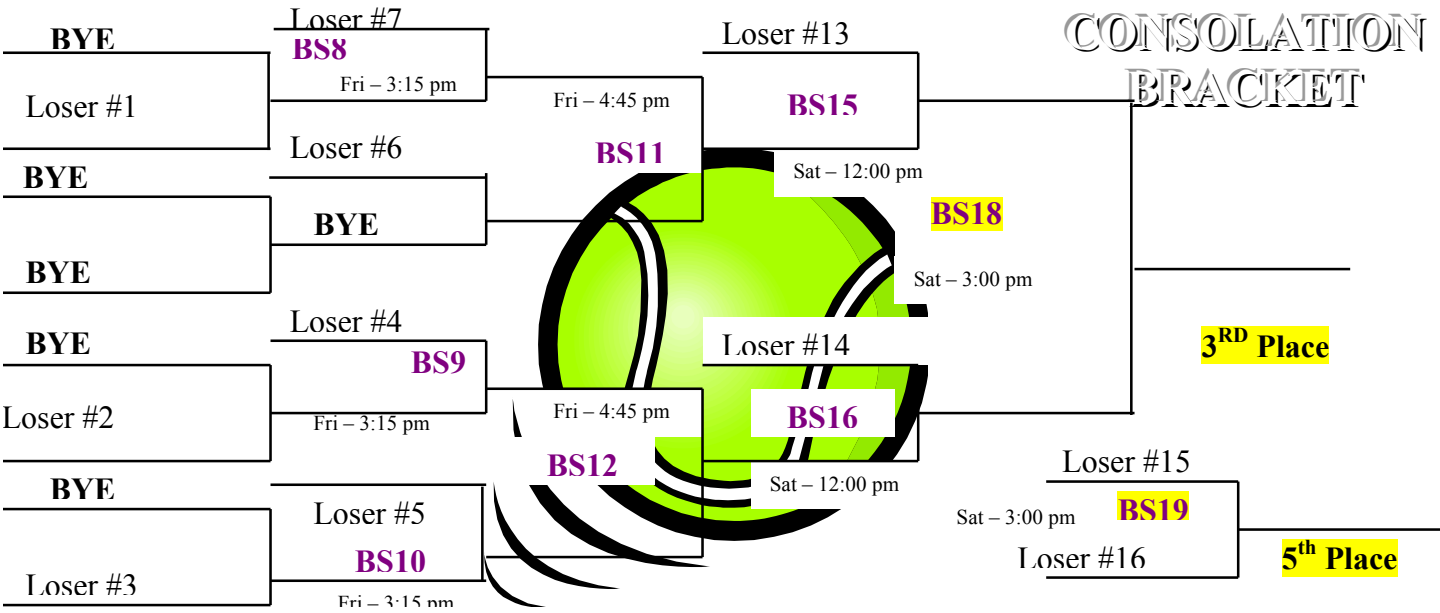 CONSOLATION
BRACKET
BYE
Loser #1
BYE
BYE
BYE
Loser #2
BYE
Loser #3
Loser #7
BS8
Fri – 3:15 pm
Loser #6
BYE
Loser #4
BS9
Fri – 3:15 pm
Loser #5
BS10
Fri – 3:15 pm
Fri – 4:45 pm
BS11
Fri – 4:45 pm
BS12
Loser #13
BS15
Sat – 12:00 pm
Loser #14
BS16
Sat – 12:00 pm
BS18
Sat – 3:00 pm
3RD Place
Loser #15
Sat – 3:00 pm
BS19
Loser #16
5th Place